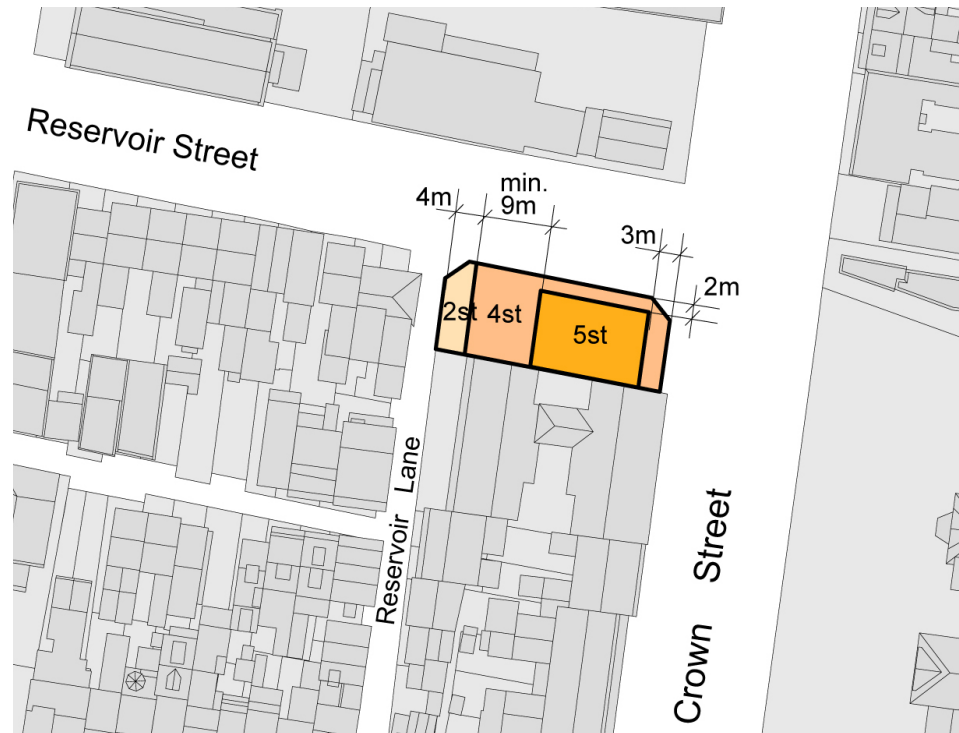 Reservoir Street
4m
min.
9m
3m
2m
2st
4st
5st
Reservoir Lane
Crown Street